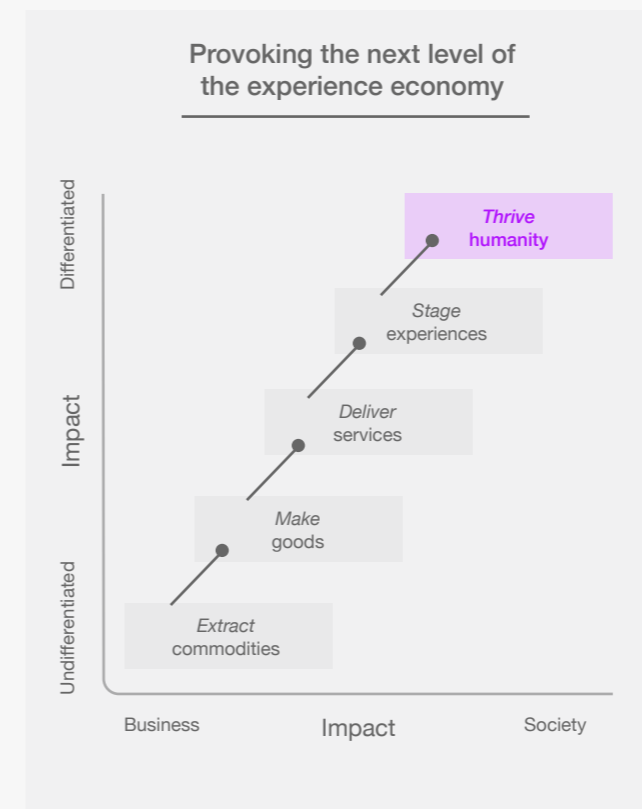 Provoking the next level of
the experience economy
Differentiated
Impact
Undifferentiated
Thrive
humanity
Stage
experiences
Deliver
services
Make
goods
Extract
commodities
Business
Impact
Society